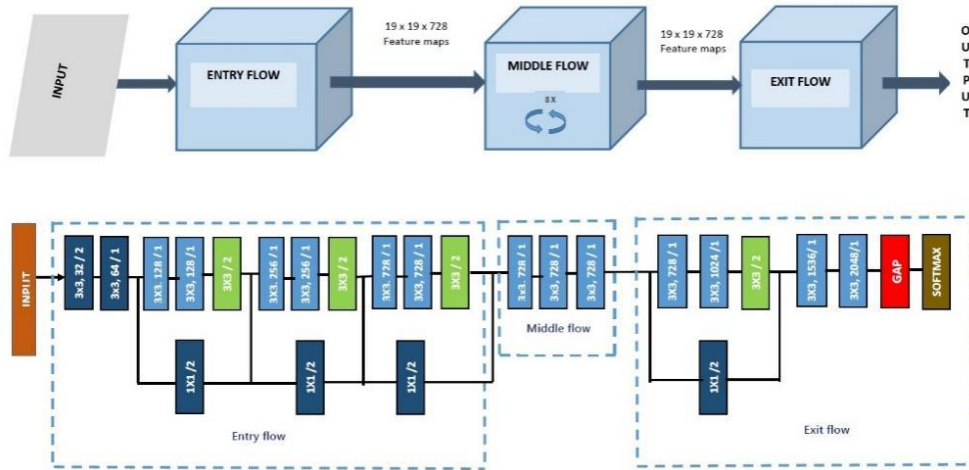 INPUT
ENTRY FLOW
19 x 19 x 728
Feature maps
MIDDLE FLOW
8X
19 x 19 x 728
Feature maps
EXIT FLOW
OUTPUT
INPUT
3x3, 32 / 2
3x3, 64 / 1
3X3, 128 / 1
3X3, 128 / 1
3X3 / 2
3X3, 256 / 1
3X3, 256 / 1
3X3 / 2
3X3, 728 / 1
3X3, 728 / 1
3X3 / 2
1X1 /2
1X1 /2
1X1 /2
Entry flow
3x3, 728 / 1
3x3, 728 / 1
3x3, 728 /1
Middle flow
3X3, 728 / 1
3X3, 1024 /1
3X3 / 2
1X1 /2
3X3, 1536/ 1
3X3, 2048/1
GAP
SOFTMAX
Exit flow